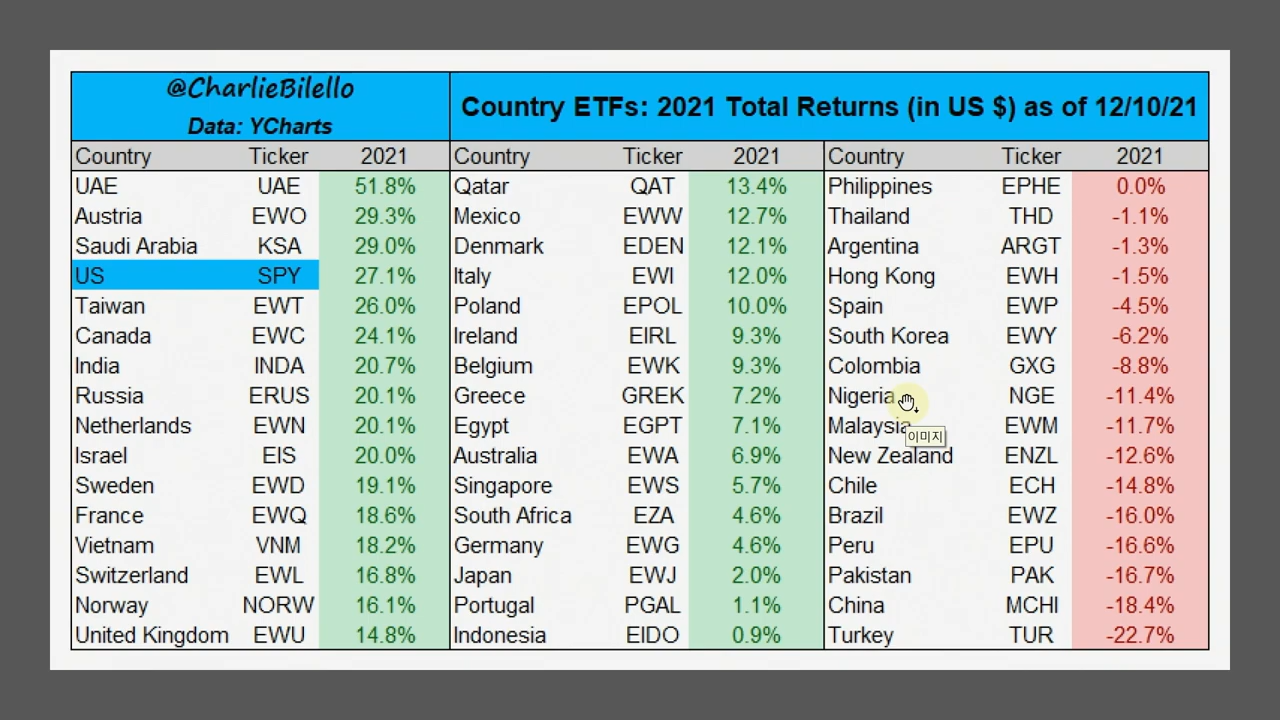 @CharlieBilello
Data: YCharts
Country ETFs: 2021 Total Returns (in US $) as of 12/10/21
Country Ticker 2021 Country Ticker 2021 Country Ticker 2021
UAE UAE 51.8% Qatar QAT 13.4% Philippines EPHE 0.0%
Austria EWO 29.3% Mexico EWW 12.7% Thailand THD -1.1%
Saudi Arabia KSA 29.0% Denmark EDEN 12.1% Argentina ARGT -1.3%
US SPY 27.1% Italy EWI 12.0% Hong Kong EWH -1.5%
Taiwan EWT 26.0% Poland EPOL 10.0% Spain EWP -4.5%
Canada EWC 24.1% Ireland EIRL 9.3% South Korea EWY -6.2%
India INDA 20.7% Belgium EWK 9.3% Colombia GXG -8.8%
Russia ERUS 20.1% Greece GREK 7.2% Nigeria NGE -11.4%
Netherlands EWN 20.1% Egypt EGPT 7.1% Malaysia EWM -11.7%
이미지
Israel EIS 20.0% Australia EWA 6.9% New Zealand ENZL -12.6%
Sweden EWD 19.1% Singapore EWS 5.7% Chile ECH -14.8%
France EWQ 18.6% South Africa EZA 4.6% Brazil EWZ -16.0%
Vietnam VNM 18.2% Germany EWG 4.6% Peru EPU -16.6%
Switzerland EWL 16.8% Japan EWJ 2.0% Pakistan PAK -16.7%
Norway NORW 16.1% Portugal PGAL 1.1% China MCHI -18.4%
United Kingdom EWU 14.8% Indonesia EIDO 0.9% Turkey TUR -22.7%